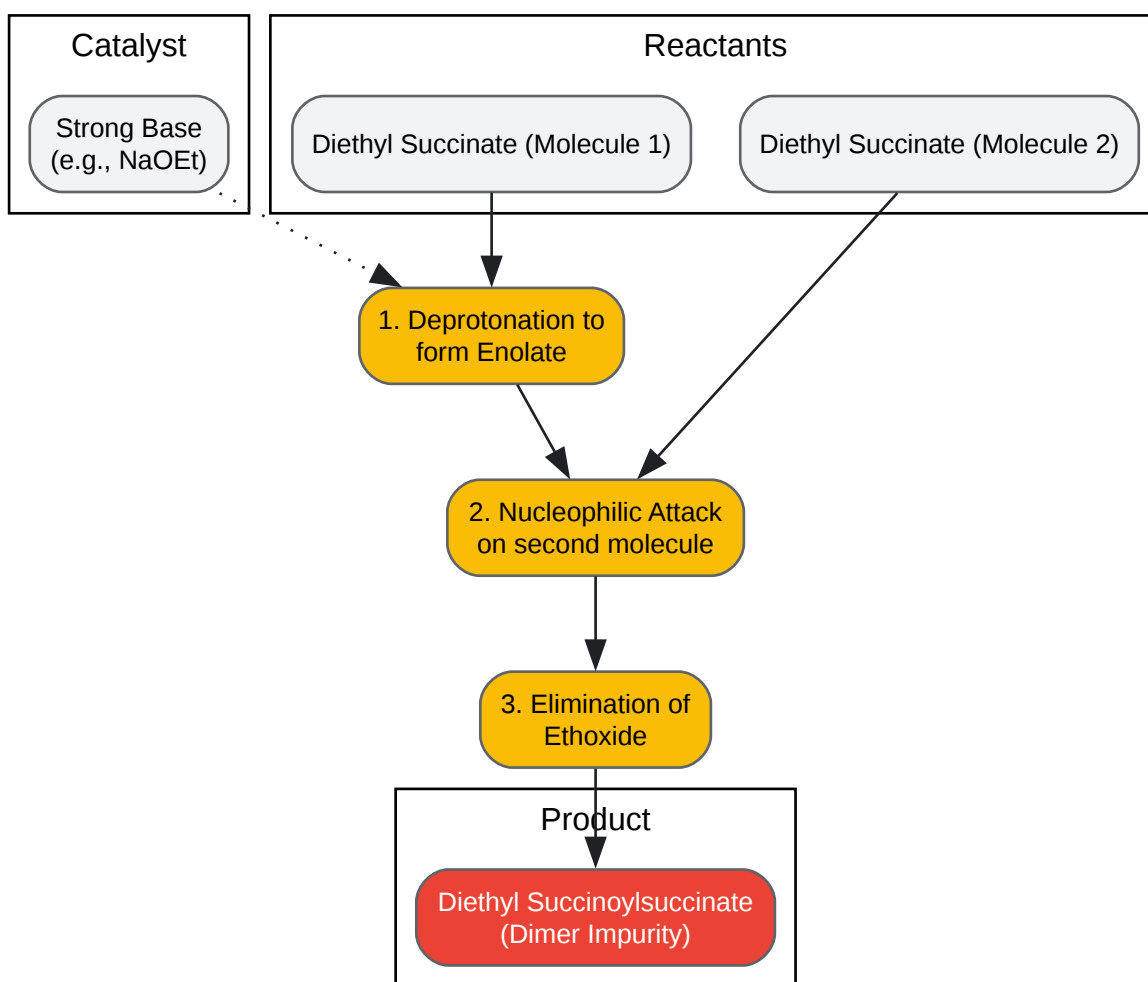 Catalyst
Reactants
Strong Base
(e.g., NaOEt)
Diethyl Succinate (Molecule 1)
Diethyl Succinate (Molecule 2)
1. Deprotonation to
form Enolate
2. Nucleophilic Attack
on second molecule
3. Elimination of
Ethoxide
Product
Diethyl Succinoylsuccinate
(Dimer Impurity)